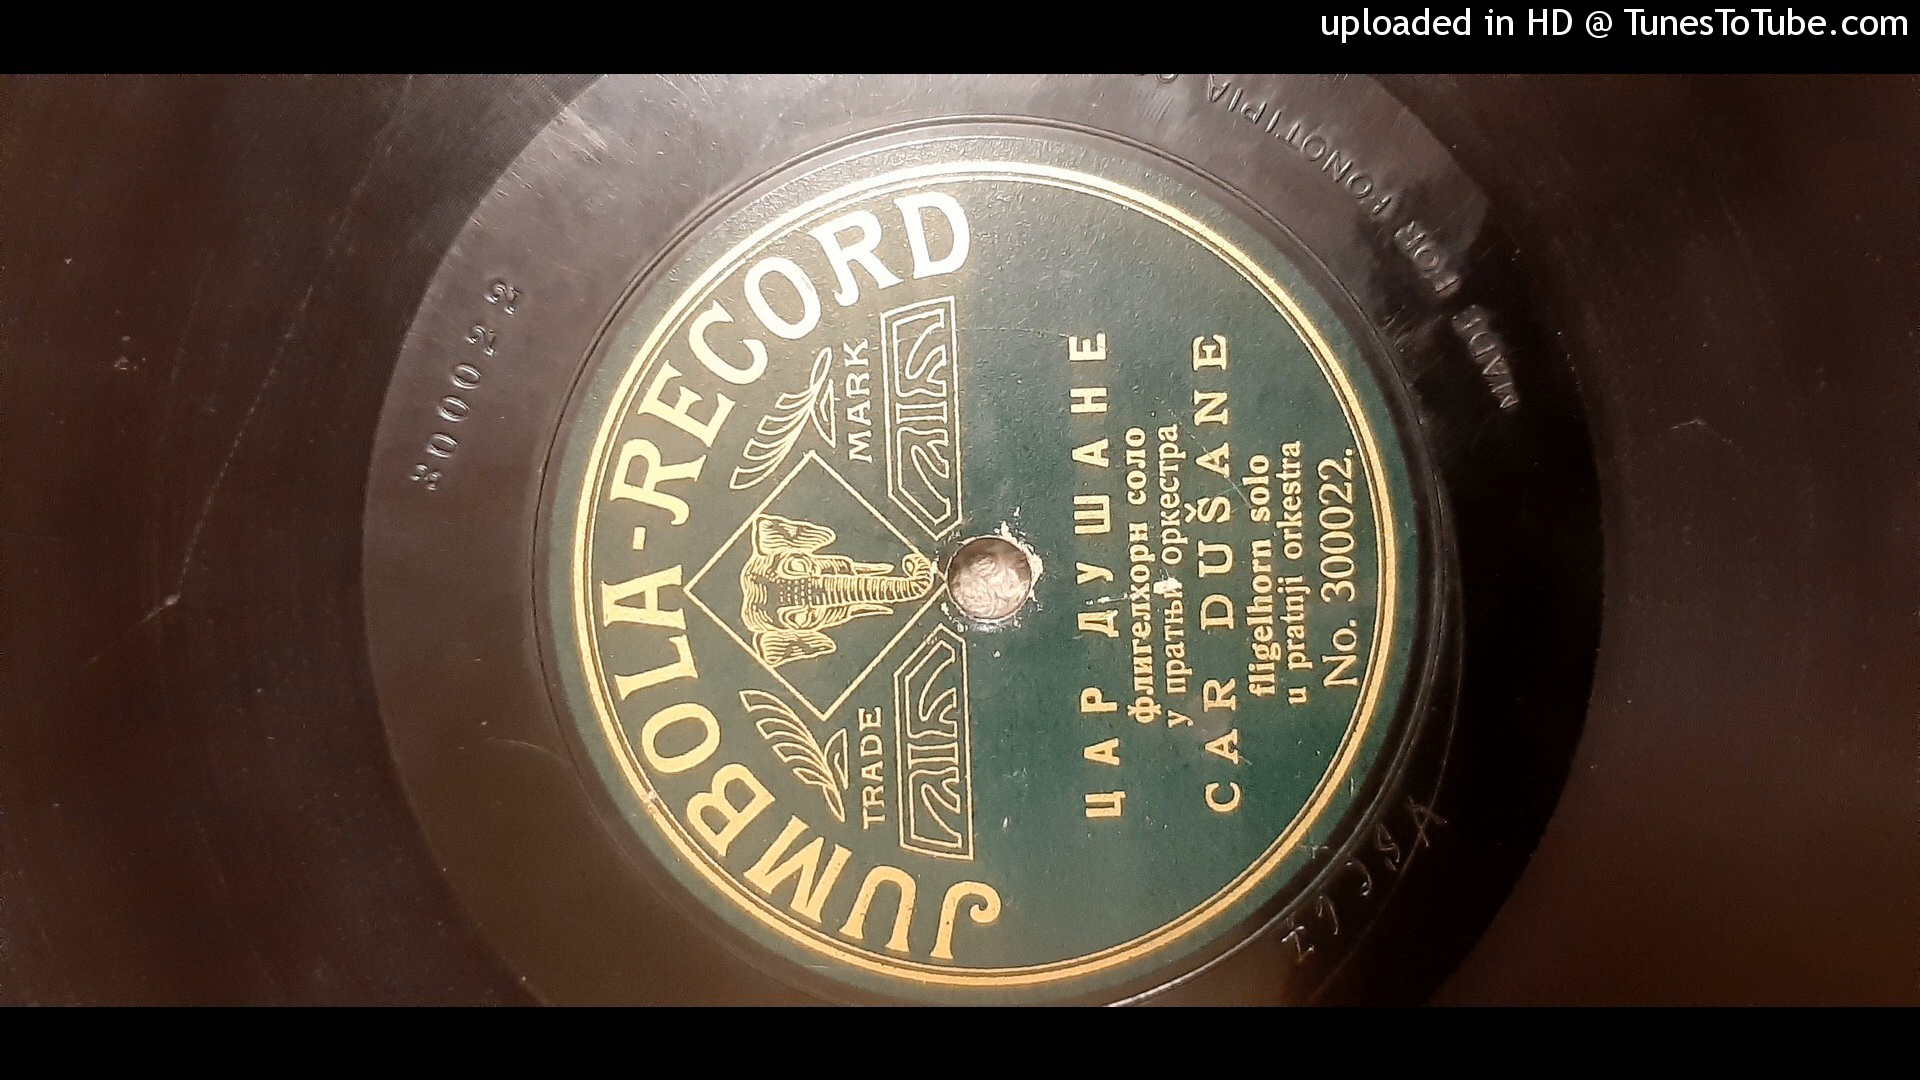 uploaded in HD @ TunesToTube.com
MADE FOR FONOTIPIA
300022
JUMBOLA-RECORD
TRADE MARK
ЦАР ДУШАНЕ
флигелхорн соло
у пратњи оркестра
CAR DUŠANE
fligelhorn solo
u pratnji orkestra
No. 300022.